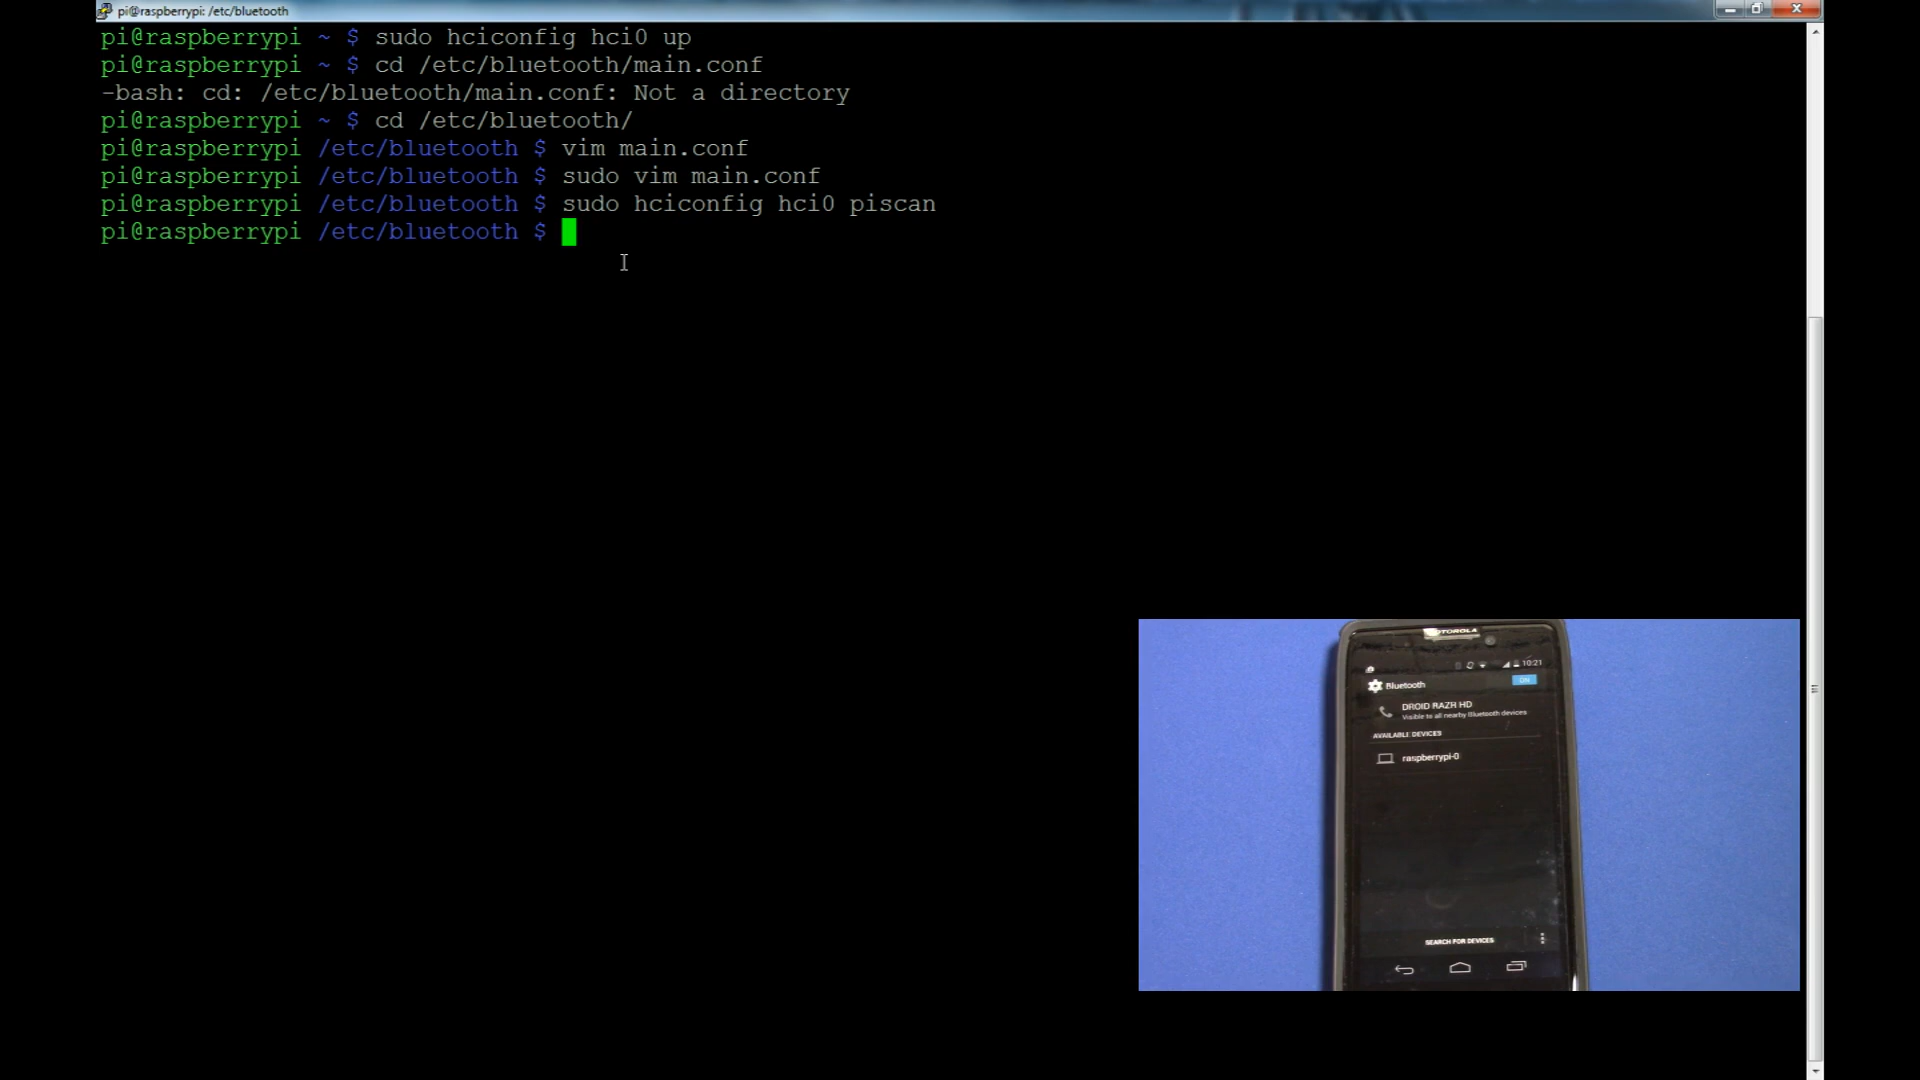 pi@raspberrypi: /etc/bluetooth
pi@raspberrypi ~ $ sudo hciconfig hci0 up
pi@raspberrypi ~ $ cd /etc/bluetooth/main.conf
-bash: cd: /etc/bluetooth/main.conf: Not a directory
pi@raspberrypi ~ $ cd /etc/bluetooth/
pi@raspberrypi /etc/bluetooth $ vim main.conf
pi@raspberrypi /etc/bluetooth $ sudo vim main.conf
pi@raspberrypi /etc/bluetooth $ sudo hciconfig hci0 piscan
pi@raspberrypi /etc/bluetooth $
MOTOROLA
10:21
Bluetooth
ON
DROID RAZR HD
Visible to all nearby Bluetooth devices
AVAILABLE DEVICES
raspberrypi-0
SEARCH FOR DEVICES